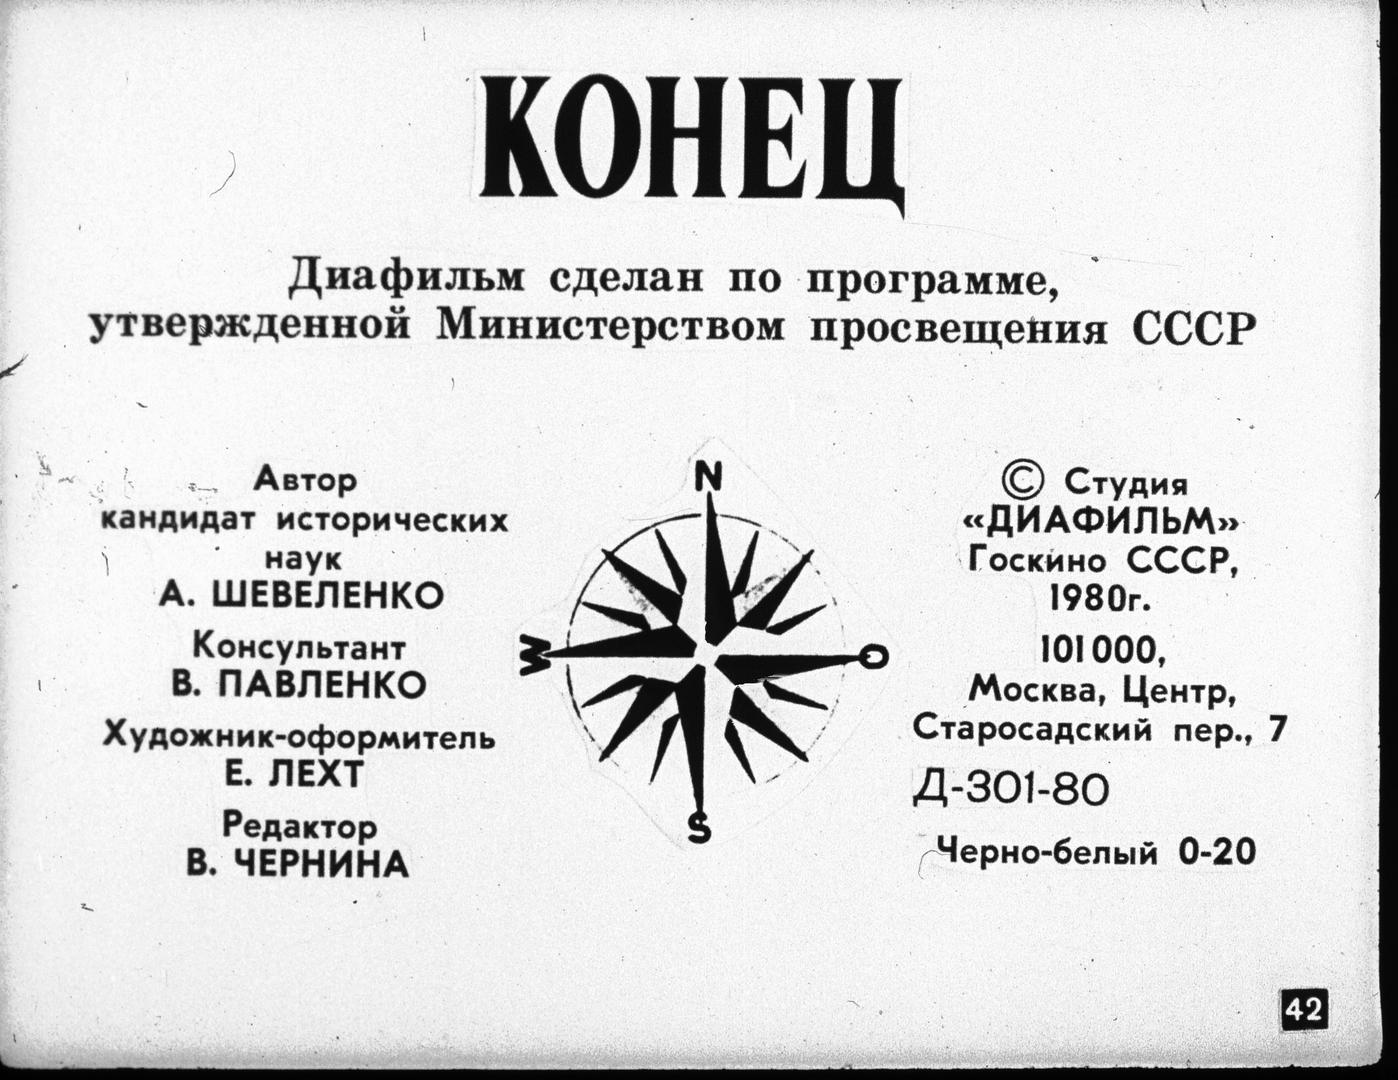 КОНЕЦ
Диафильм сделан по программе,
утвержденной Министерством просвещения СССР
Автор
кандидат исторических
наук
А. ШЕВЕЛЕНКО
Консультант
В. ПАВЛЕНКО
Художник-оформитель
Е. ЛЕХТ
Редактор
В. ЧЕРНИНА
N
W
O
S
© Студия
«ДИАФИЛЬМ»
Госкино СССР,
1980г.
101 000,
Москва, Центр,
Старосадский пер., 7
Д-301-80
Черно-белый 0-20
42